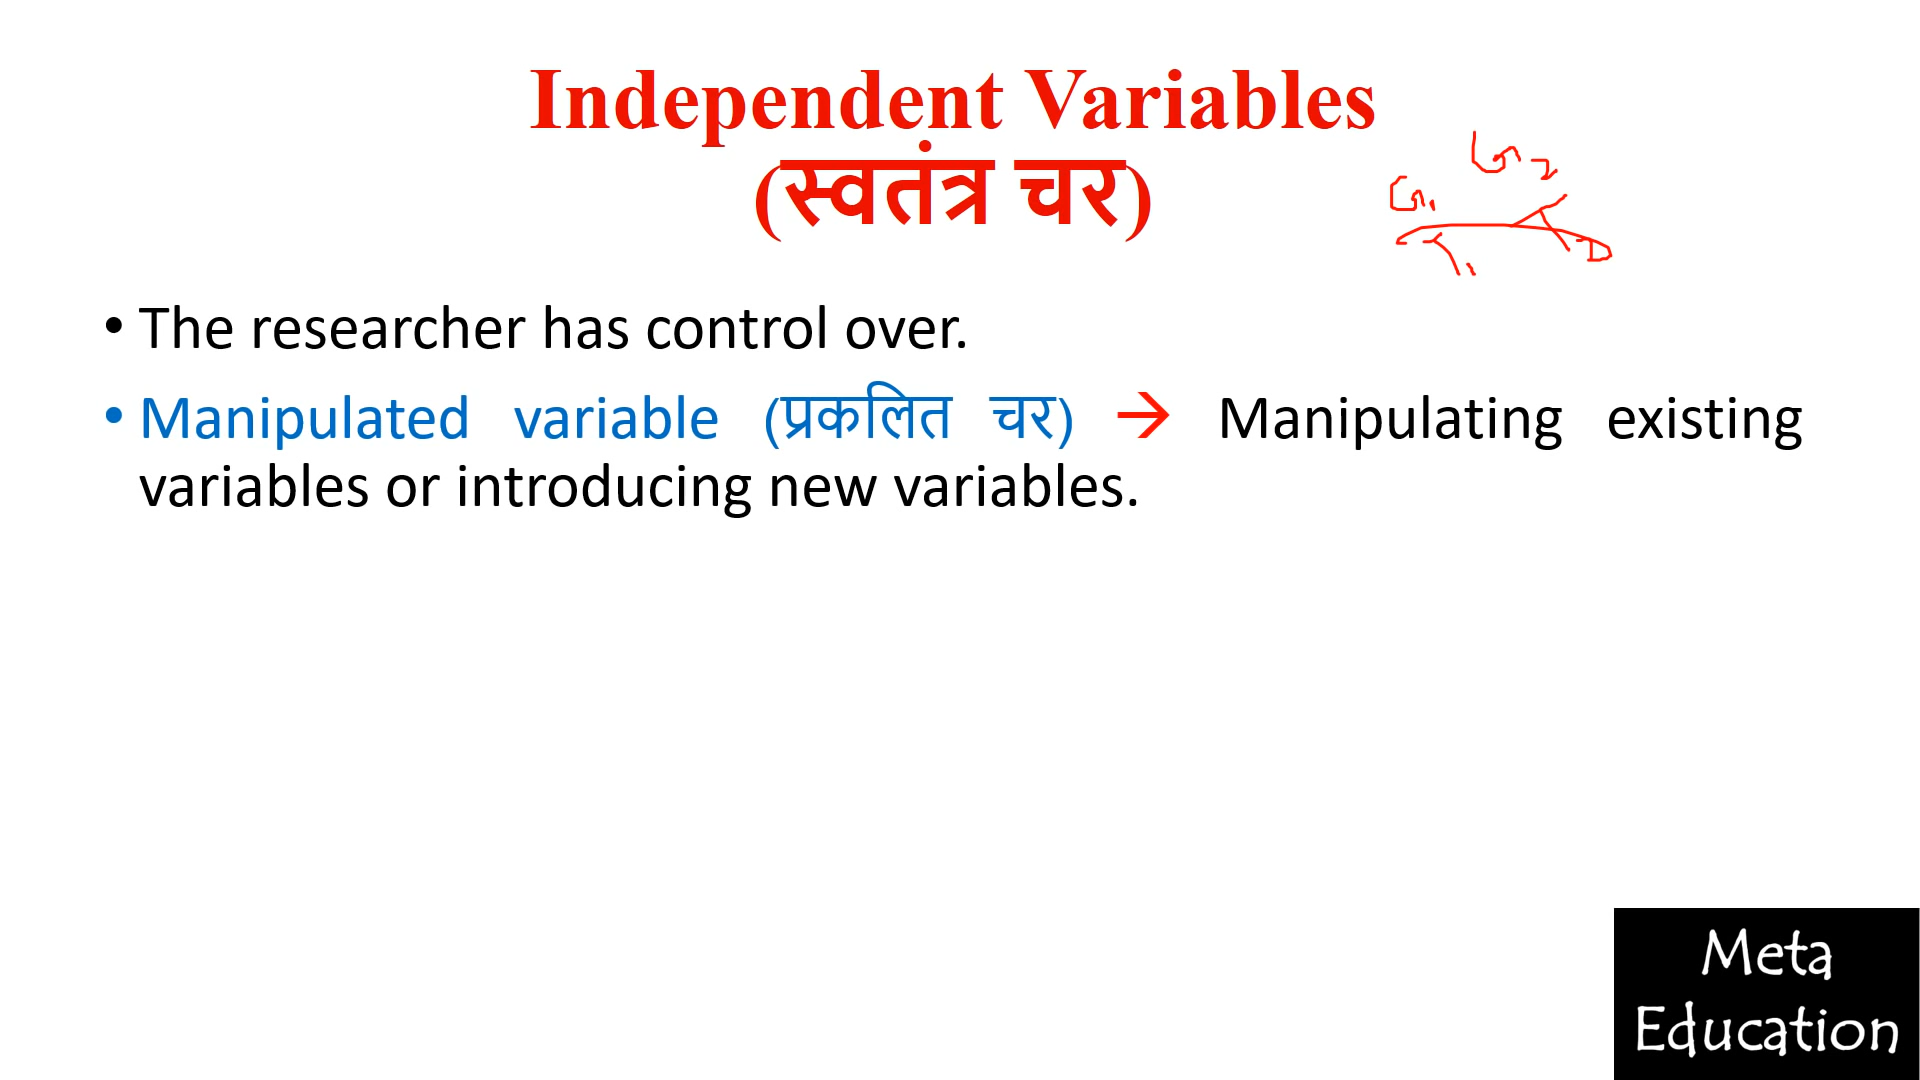 Independent Variables
(स्वतंत्र चर)
• The researcher has control over.
• Manipulated variable (प्रकलित चर) → Manipulating existing
variables or introducing new variables.
Meta
Education